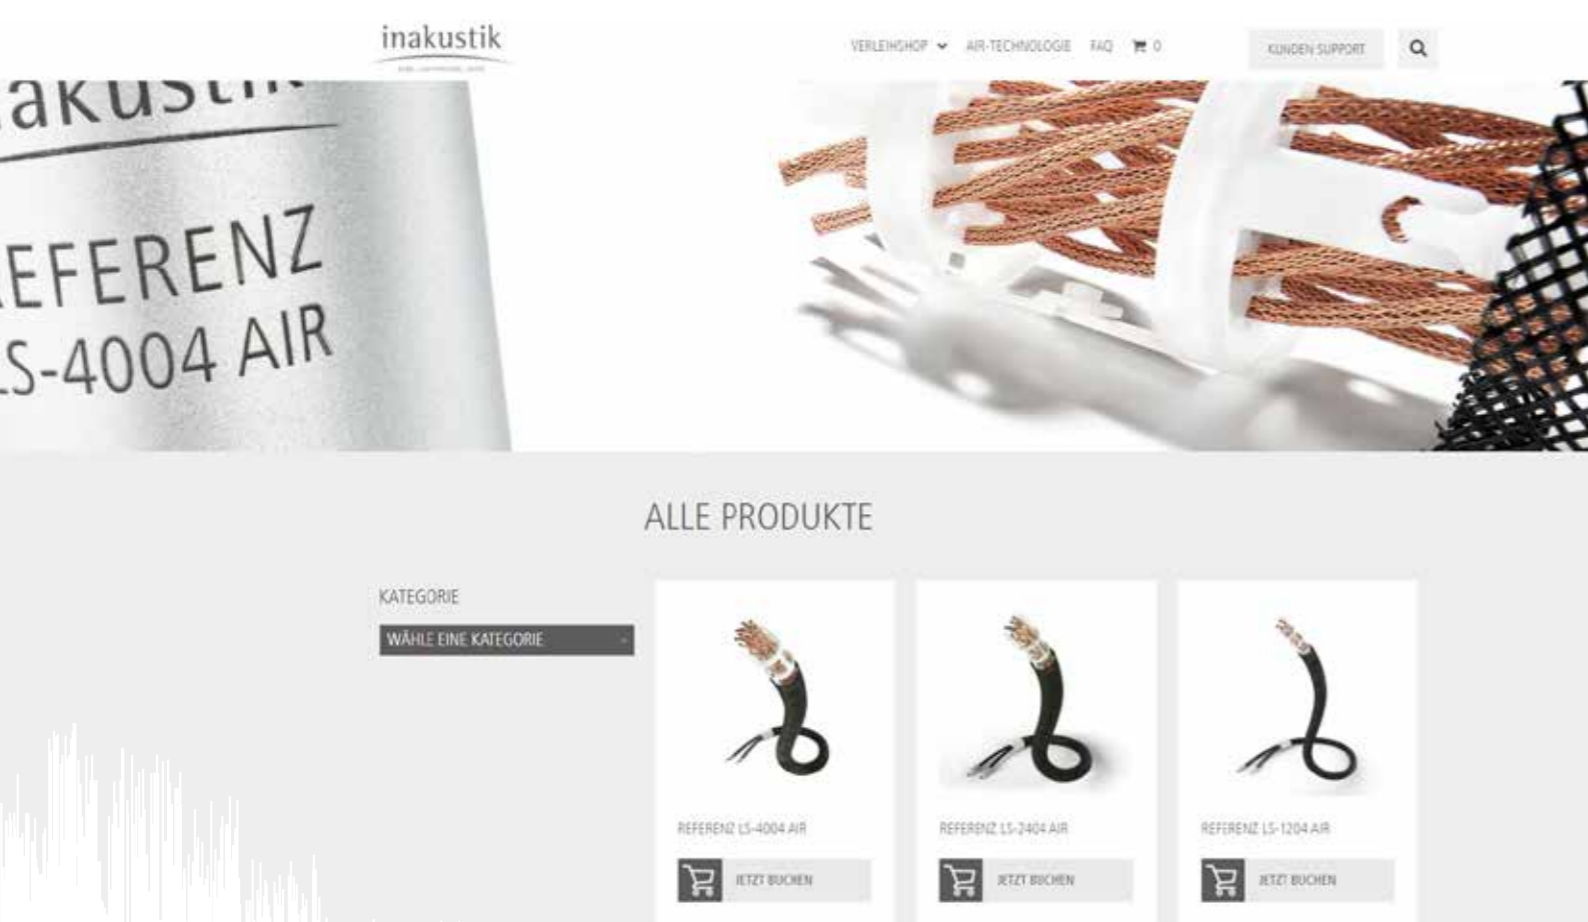 inakustik
VERLEIHSHOP AIR-TECHNOLOGIE FAQ 0
KUNDEN SUPPORT
akustik
EFERENZ
LS-4004 AIR
ALLE PRODUKTE
KATEGORIE
WÄHLE EINE KATEGORIE
REFERENZ LS-4004 AIR
REFERENZ LS-2404 AIR
REFERENZ LS-1204 AIR
JETZT BUCHEN
JETZT BUCHEN
JETZT BUCHEN